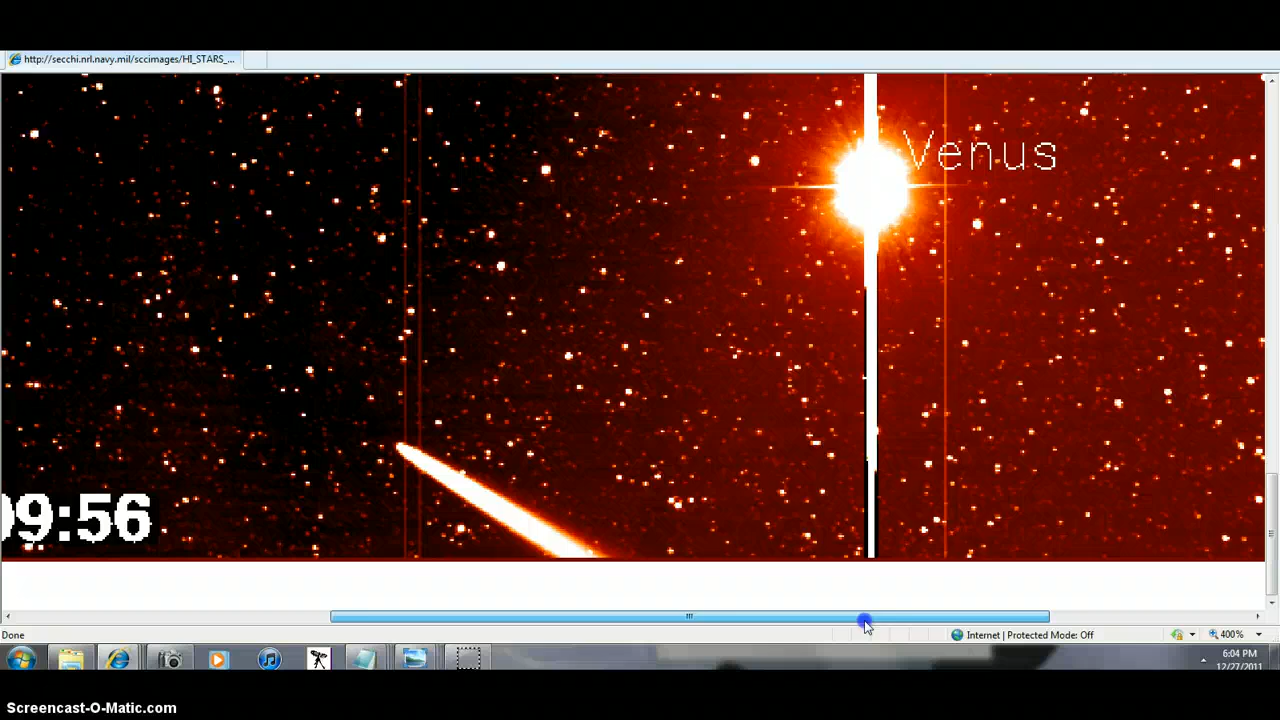 http://secchi.nrl.navy.mil/sccimages/HI_STARS_...
Venus
09:56
Done
Internet | Protected Mode: Off
400%
6:04 PM
12/27/2011
Screencast-O-Matic.com